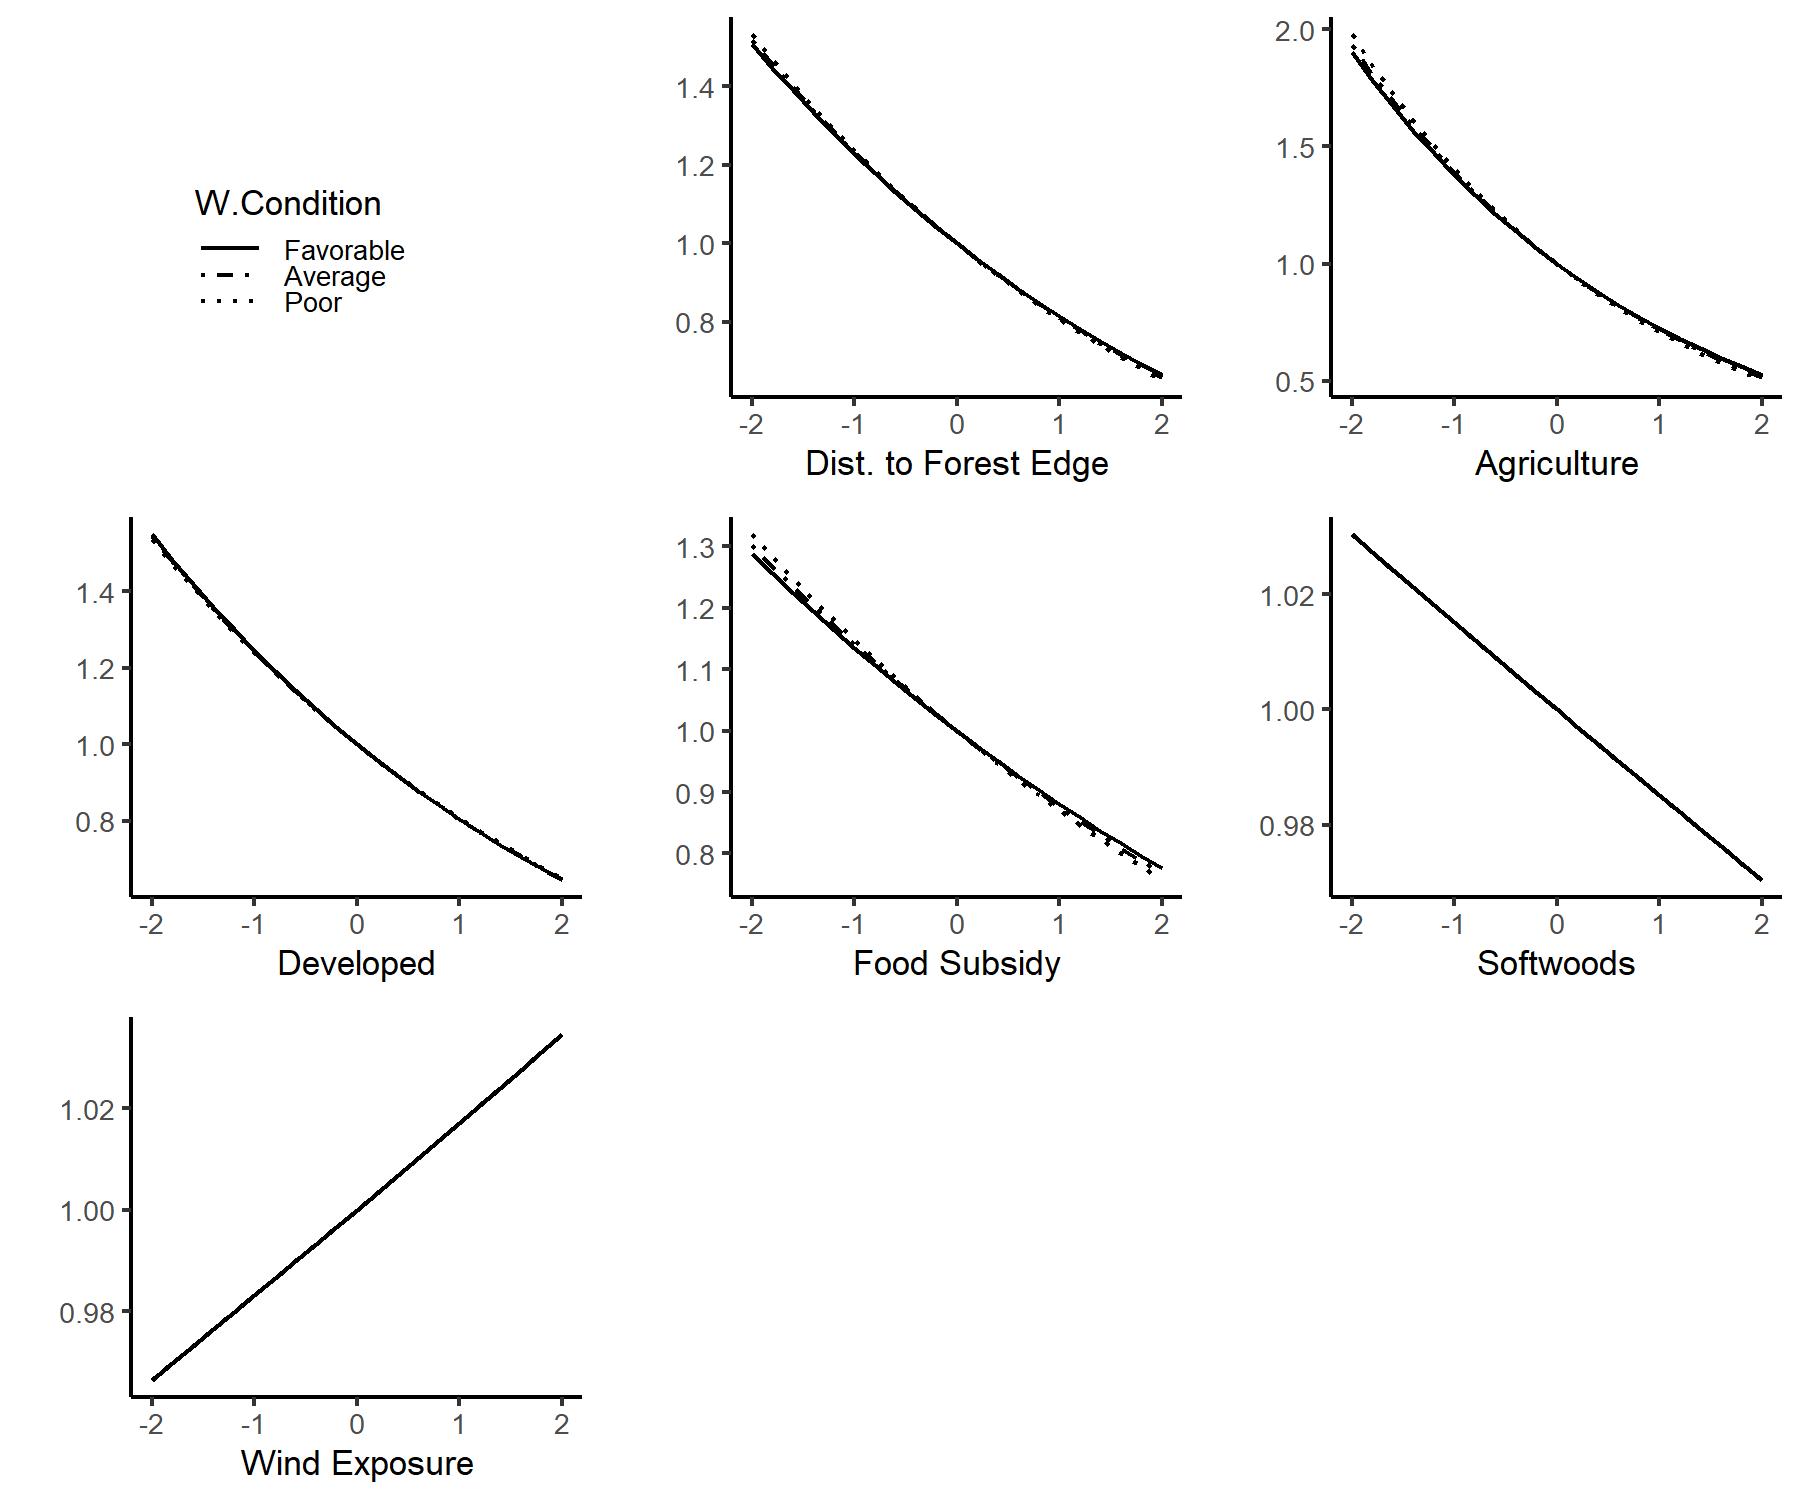 W.Condition
Favorable
Average
Poor
1.4
1.2
1.0
0.8
-2 -1 0 1 2
Dist. to Forest Edge
2.0
1.5
1.0
0.5
-2 -1 0 1 2
Agriculture
1.4
1.2
1.0
0.8
-2 -1 0 1 2
Developed
1.3
1.2
1.1
1.0
0.9
0.8
-2 -1 0 1 2
Food Subsidy
1.02
1.00
0.98
-2 -1 0 1 2
Softwoods
1.02
1.00
0.98
-2 -1 0 1 2
Wind Exposure